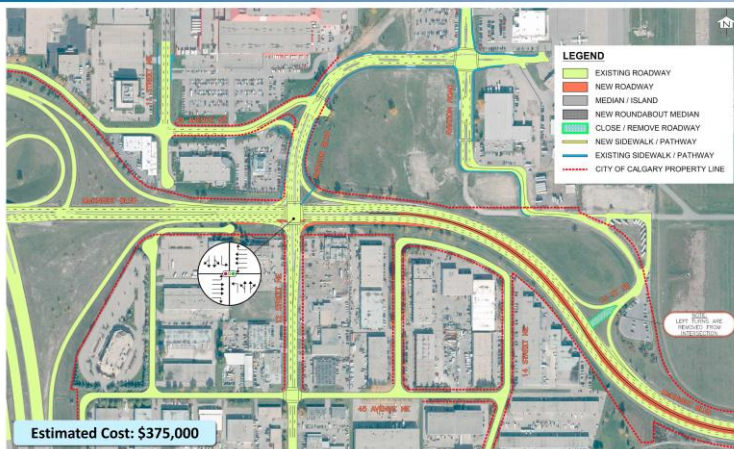 N
LEGEND
EXISTING ROADWAY
NEW ROADWAY
MEDIAN / ISLAND
NEW ROUNDABOUT MEDIAN
CLOSE / REMOVE ROADWAY
NEW SIDEWALK / PATHWAY
EXISTING SIDEWALK / PATHWAY
CITY OF CALGARY PROPERTY LINE
NOTE:
LEFT TURNS ARE
REMOVED FROM
INTERSECTION
14 STREET NE
48 AVENUE NE
Estimated Cost: $375,000